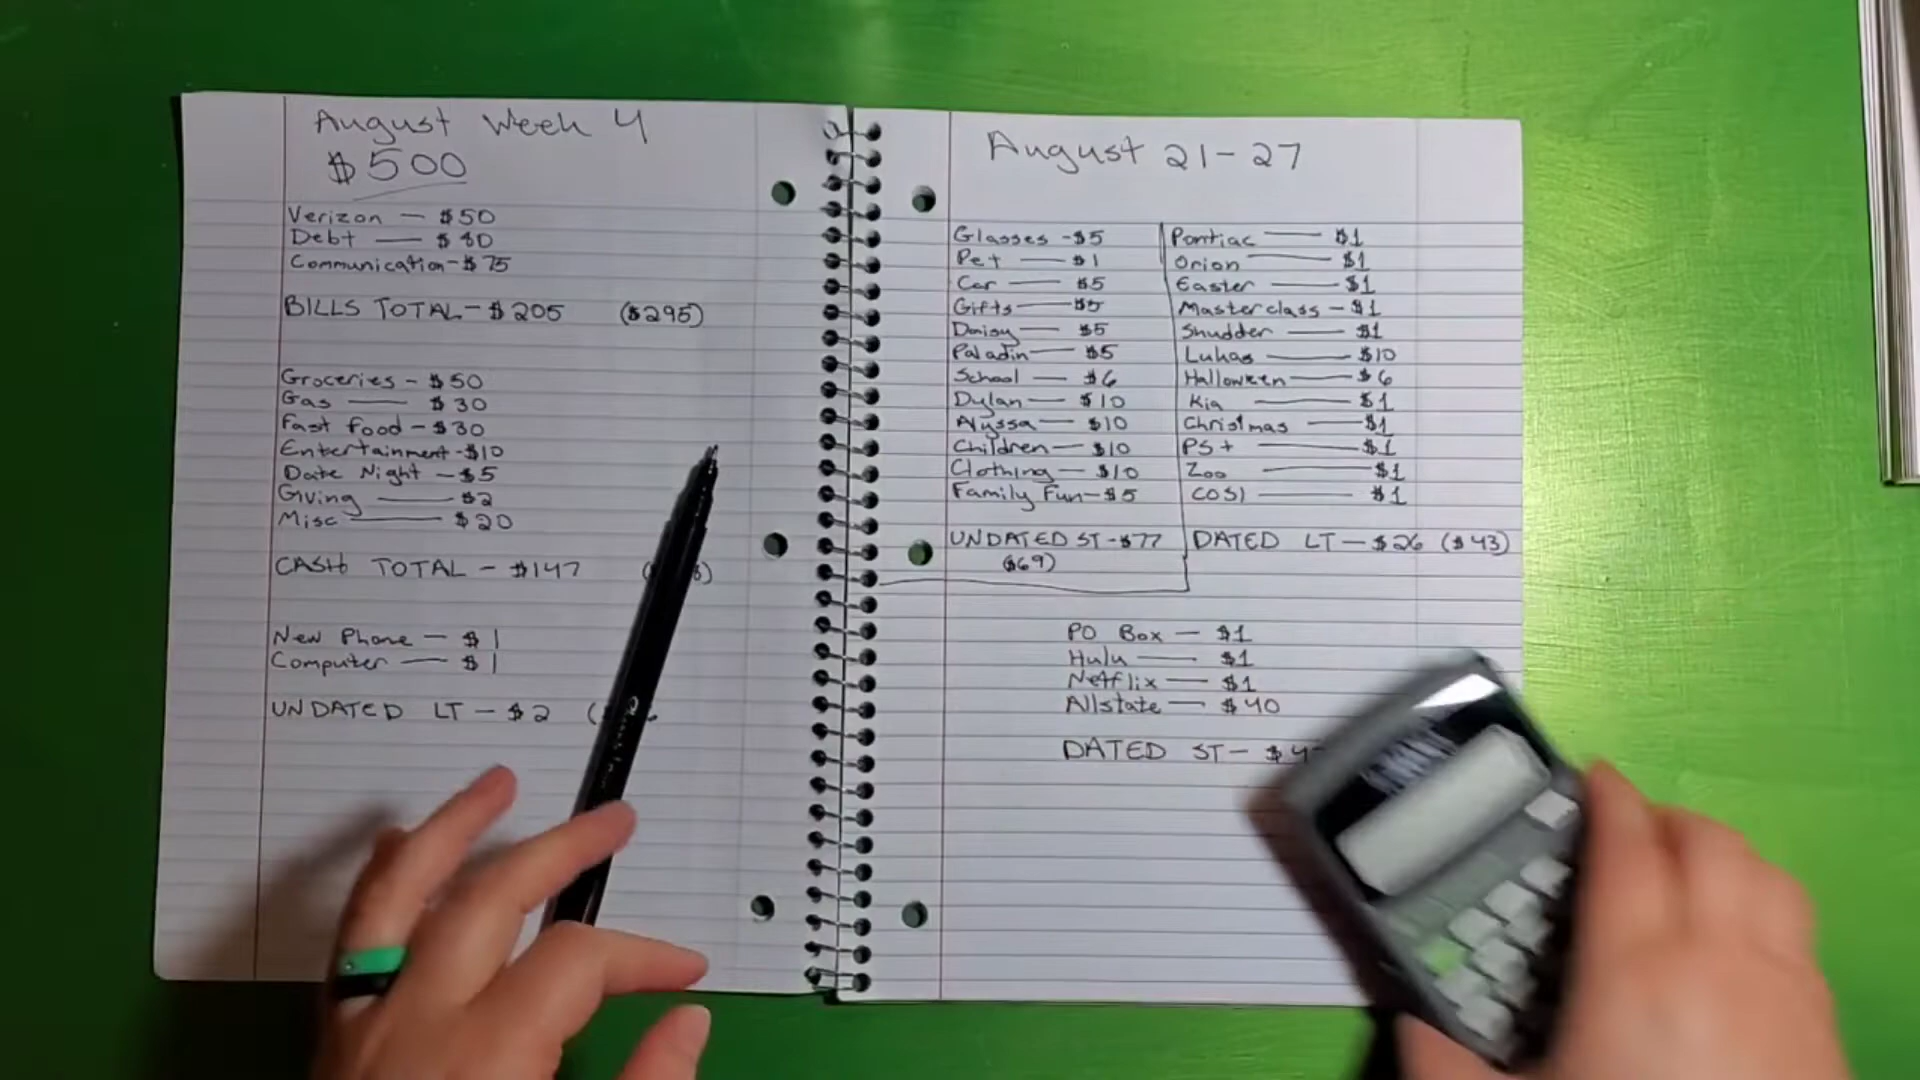 August Week 4
$500
Verizon — $50
Debt — $80
Communication - $75
BILLS TOTAL - $205 ($295)
Groceries - $50
Gas — $30
Fast food - $30
Entertainment - $10
Date Night - $5
Giving — $2
Misc — $20
CASH TOTAL - $147
New Phone — $1
Computer — $1
UNDATED LT - $2
August 21-27
Glasses - $5
Pet — $1
Car — $5
Gifts — $5
Daisy — $5
Paladin — $5
School — $6
Dylan — $10
Alyssa — $10
Children — $10
Clothing — $10
Family Fun - $5
UNDATED ST - $77
($69)
Pontiac — $1
Orion — $1
Easter — $1
Masterclass - $1
Shudder — $1
Lukas — $10
Halloween — $6
Kia — $1
Christmas — $1
PS+ — $1
Zoo — $1
COSI — $1
DATED LT - $26 ($43)
PO Box — $1
Hulu — $1
Netflix — $1
Allstate — $40
DATED ST -